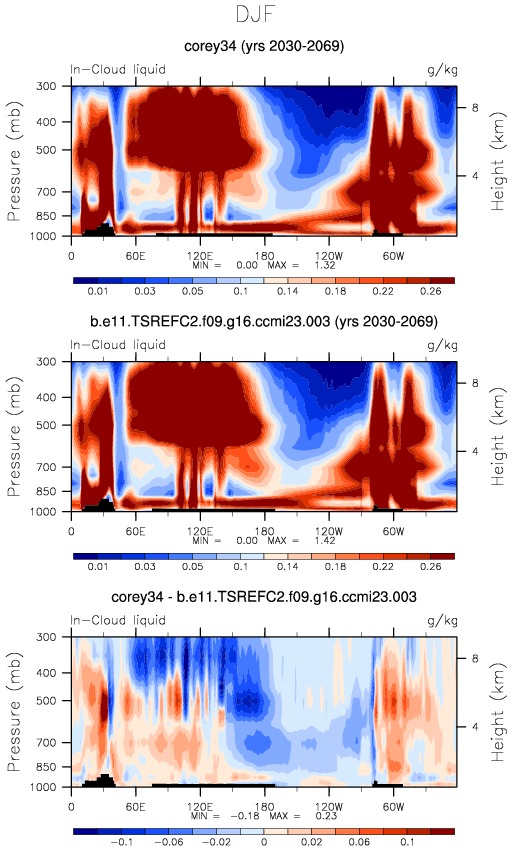 DJF
corey34 (yrs 2030-2069)
In-Cloud liquid g/kg
300
400
500
700
850
1000
Pressure (mb)
8
4
Height (km)
0 60E 120E 180 120W 60W
MIN = 0.00 MAX = 1.32
0.01 0.03 0.05 0.07 0.10 0.14 0.18 0.22 0.26
b.e11.TSREFC2.f09.g16.ccmi23.003 (yrs 2030-2069)
In-Cloud liquid g/kg
300
400
500
700
850
1000
Pressure (mb)
8
4
Height (km)
0 60E 120E 180 120W 60W
MIN = 0.00 MAX = 1.42
0.01 0.03 0.05 0.07 0.10 0.14 0.18 0.22 0.26
corey34 - b.e11.TSREFC2.f09.g16.ccmi23.003
In-Cloud liquid g/kg
300
400
500
700
850
1000
Pressure (mb)
8
4
Height (km)
0 60E 120E 180 120W 60W
MIN = -0.18 MAX = 0.23
-0.1 -0.06 -0.02 0 0.02 0.06 0.1